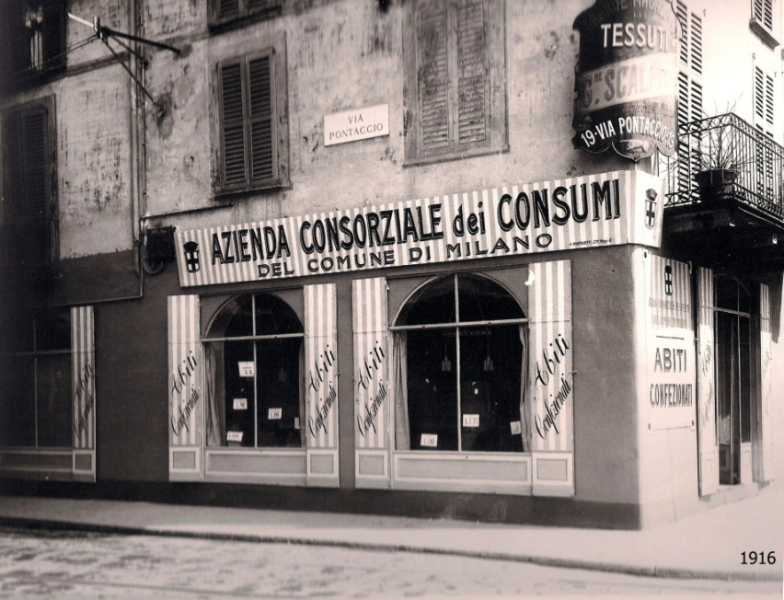 TESSUTI
G. SCAL
19-VIA PONTACCIO
VIA
PONTACCIO
AZIENDA CONSORZIALE dei CONSUMI
DEL COMUNE DI MILANO
Abiti
Confezionati
Abiti
Confezionati
Abiti
Confezionati
Abiti
Confezionati
ABITI
CONFEZIONATI
1916